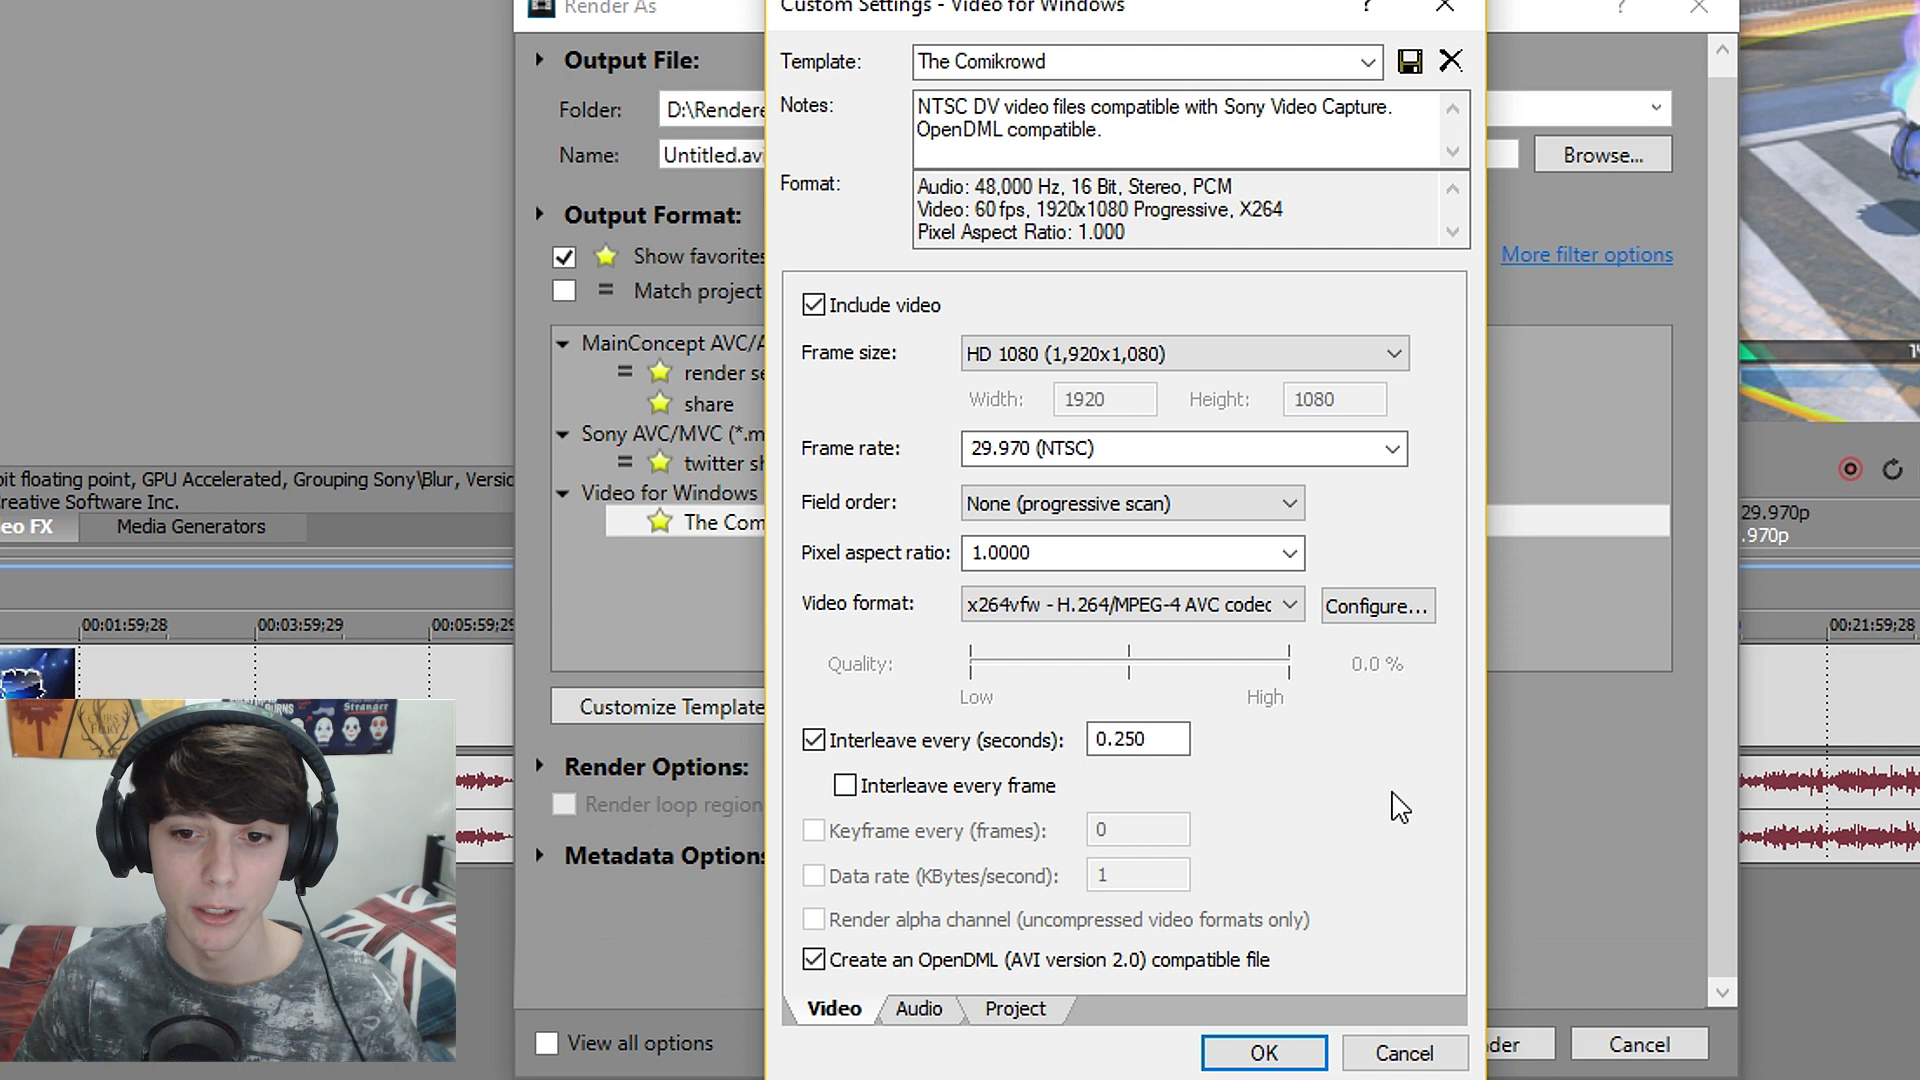 Render As
Custom Settings - Video for Windows
Output File:
Folder:
D:\Rendere
Name:
Untitled.avi
Browse...
Output Format:
Show favorites
Match project
More filter options
MainConcept AVC/A
render se
share
Sony AVC/MVC (*.m
twitter sh
Video for Windows
The Com
Customize Template
Render Options:
Render loop region
Metadata Options
View all options
Cancel
Template:
The Comikrowd
Notes:
NTSC DV video files compatible with Sony Video Capture.
OpenDML compatible.
Format:
Audio: 48,000 Hz, 16 Bit, Stereo, PCM
Video: 60 fps, 1920x1080 Progressive, X264
Pixel Aspect Ratio: 1.000
Include video
Frame size:
HD 1080 (1,920x1,080)
Width:
1920
Height:
1080
Frame rate:
29.970 (NTSC)
Field order:
None (progressive scan)
Pixel aspect ratio:
1.0000
Video format:
x264vfw - H.264/MPEG-4 AVC codec
Configure...
Quality:
0.0 %
Low
High
Interleave every (seconds):
0.250
Interleave every frame
Keyframe every (frames):
0
Data rate (KBytes/second):
1
Render alpha channel (uncompressed video formats only)
Create an OpenDML (AVI version 2.0) compatible file
Video
Audio
Project
OK
Cancel
der
bit floating point, GPU Accelerated, Grouping Sony\Blur, Versio
reative Software Inc.
eo FX
Media Generators
00:01:59;28
00:03:59;29
00:05:59;29
29.970p
.970p
00:21:59;28
Stranger